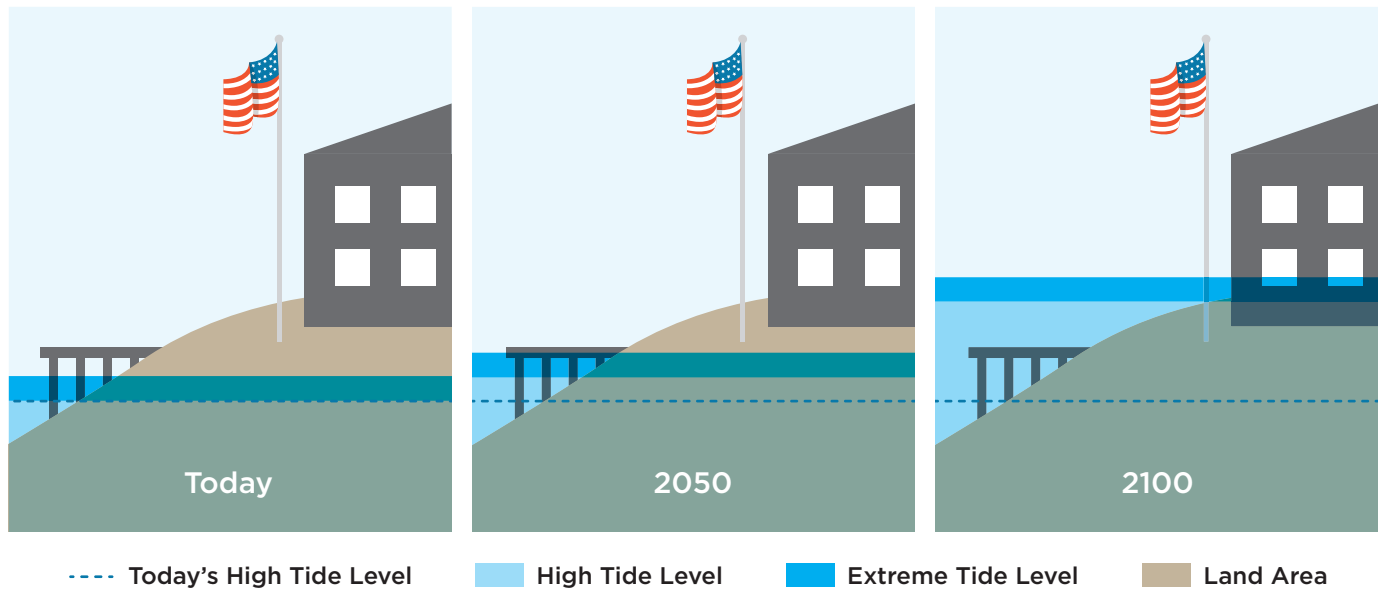 Today
2050
2100
Today's High Tide Level
High Tide Level
Extreme Tide Level
Land Area